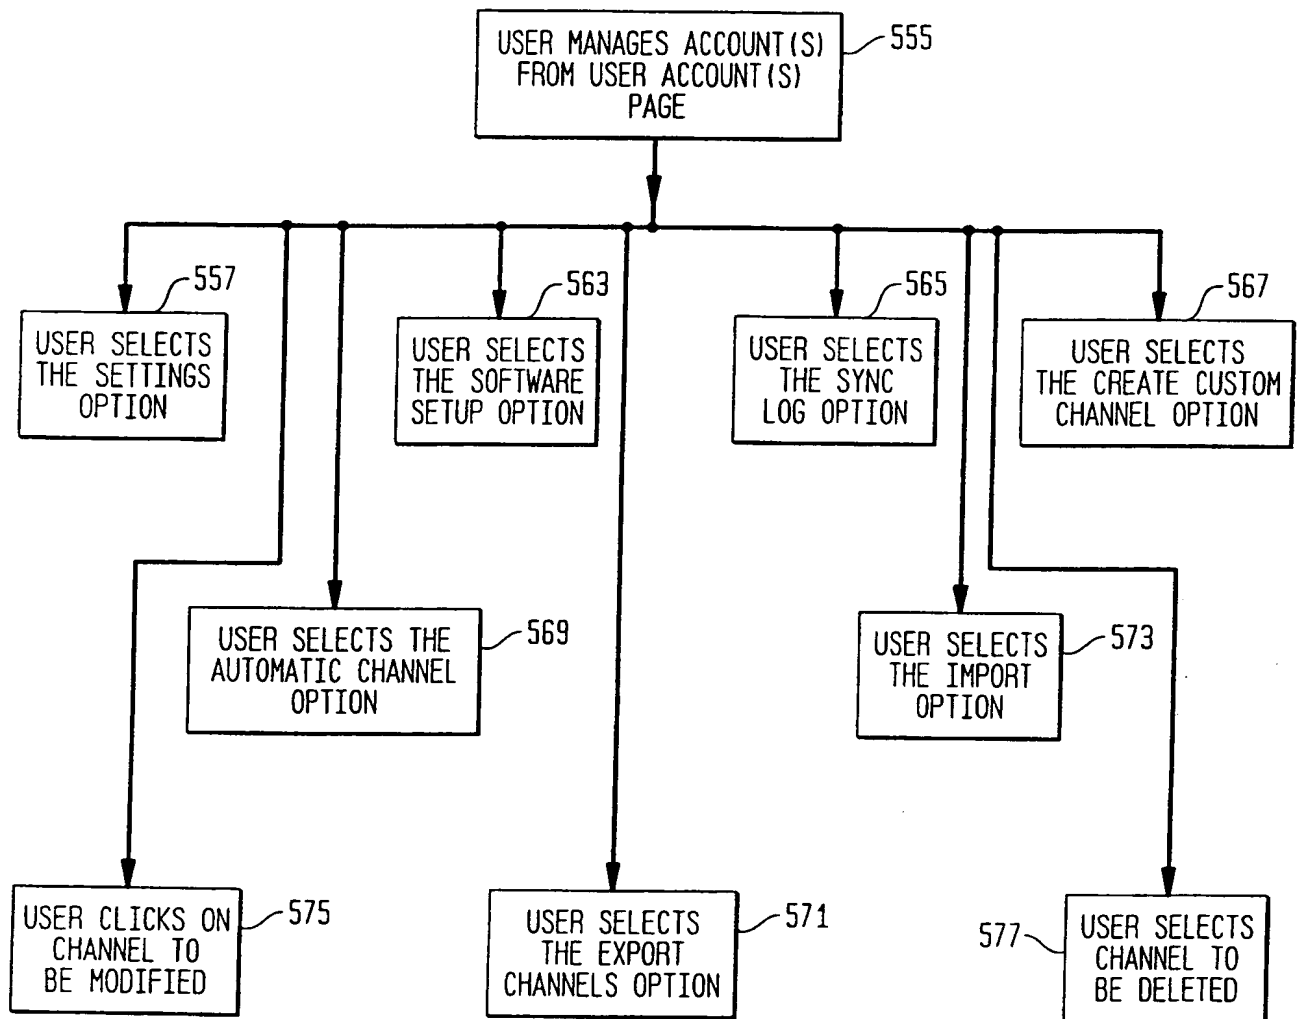 USER MANAGES ACCOUNT(S)
FROM USER ACCOUNT(S)
PAGE
555
557
USER SELECTS
THE SETTINGS
OPTION
563
USER SELECTS
THE SOFTWARE
SETUP OPTION
565
USER SELECTS
THE SYNC
LOG OPTION
567
USER SELECTS
THE CREATE CUSTOM
CHANNEL OPTION
569
USER SELECTS THE
AUTOMATIC CHANNEL
OPTION
573
USER SELECTS
THE IMPORT
OPTION
575
USER CLICKS ON
CHANNEL TO
BE MODIFIED
571
USER SELECTS
THE EXPORT
CHANNELS OPTION
577
USER SELECTS
CHANNEL TO
BE DELETED